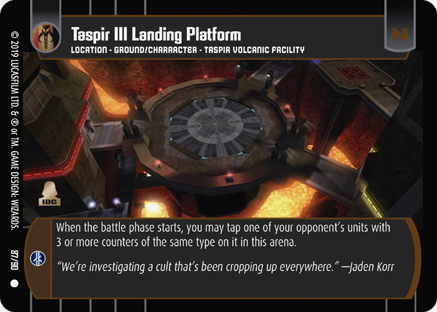 Taspir III Landing Platform
LOCATION - GROUND/CHARARACTER - TASPIR VOLCANIC FACILITY
When the battle phase starts, you may tap one of your opponent's units with
3 or more counters of the same type on it in this arena.
"We're investigating a cult that's been cropping up everywhere." —Jaden Korr
IDC
© 2019 LUCASFILM LTD. & ® or TM. GAME DESIGN: WIZARDS.
87/90